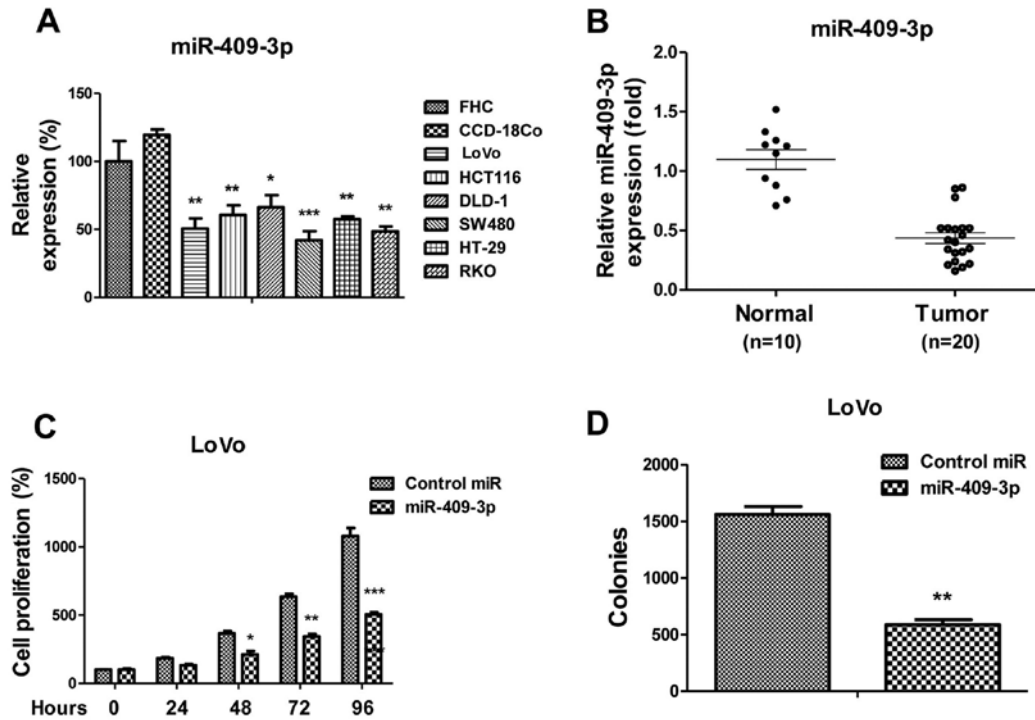 A
miR-409-3p
Relative
expression (%)
150
100
50
0
** ** * *** ** **
FHC
CCD-18Co
LoVo
HCT116
DLD-1
SW480
HT-29
RKO
B
miR-409-3p
Relative miR-409-3p
expression (fold)
2.0
1.5
1.0
0.5
0.0
Normal Tumor
(n=10) (n=20)
C
LoVo
Cell proliferation (%)
1500
1000
500
0
Control miR
miR-409-3p
* ** ***
Hours 0 24 48 72 96
D
LoVo
Colonies
2000
1500
1000
500
0
Control miR
miR-409-3p
**